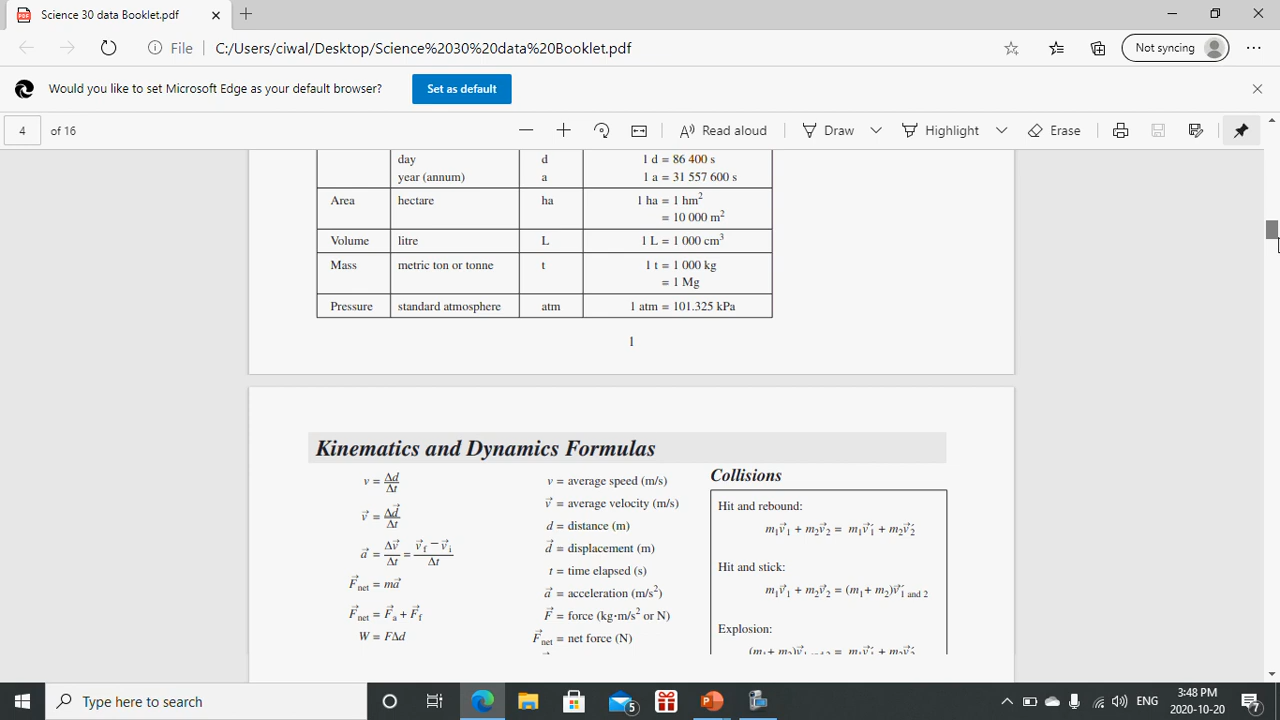 Science 30 data Booklet.pdf
File C:/Users/ciwal/Desktop/Science%2030%20data%20Booklet.pdf Not syncing
Would you like to set Microsoft Edge as your default browser? Set as default
4 of 16 Read aloud Draw Highlight Erase
day d 1 d = 86 400 s
year (annum) a 1 a = 31 557 600 s
Area hectare ha 1 ha = 1 hm²
= 10 000 m²
Volume litre L 1 L = 1 000 cm³
Mass metric ton or tonne t 1 t = 1 000 kg
= 1 Mg
Pressure standard atmosphere atm 1 atm = 101.325 kPa
1
Kinematics and Dynamics Formulas
v = Δd/Δt
v⃗ = Δd⃗/Δt
a⃗ = Δv⃗/Δt = (v⃗f − v⃗i)/Δt
F⃗net = ma⃗
F⃗net = F⃗a + F⃗f
W = FΔd
v = average speed (m/s)
v⃗ = average velocity (m/s)
d = distance (m)
d⃗ = displacement (m)
t = time elapsed (s)
a⃗ = acceleration (m/s²)
F⃗ = force (kg·m/s² or N)
F⃗net = net force (N)
Collisions
Hit and rebound:
m₁v⃗₁ + m₂v⃗₂ = m₁v⃗₁′ + m₂v⃗₂′
Hit and stick:
m₁v⃗₁ + m₂v⃗₂ = (m₁ + m₂)v⃗′1 and 2
Explosion:
Type here to search 5 ENG 3:48 PM
2020-10-20 7